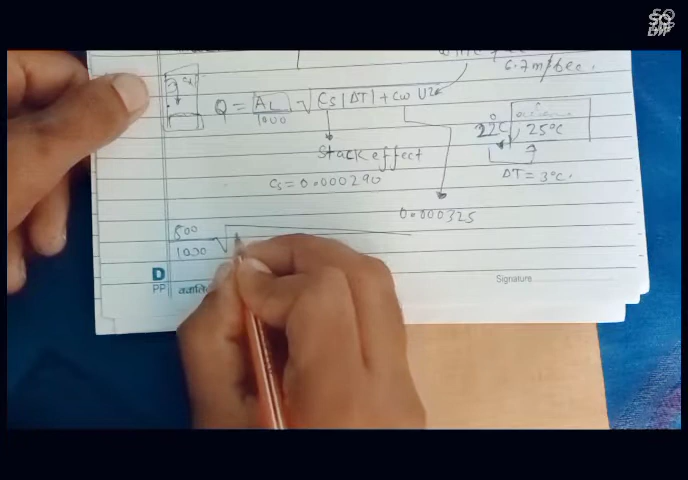 6.7 m/sec.
Q = AL/1000 √Cs|ΔT| + Cw U²
22°C, 25°C
Stack effect
ΔT = 3°C.
Cs = 0.000290
0.000325
500/1000 √
D
PP
Signature